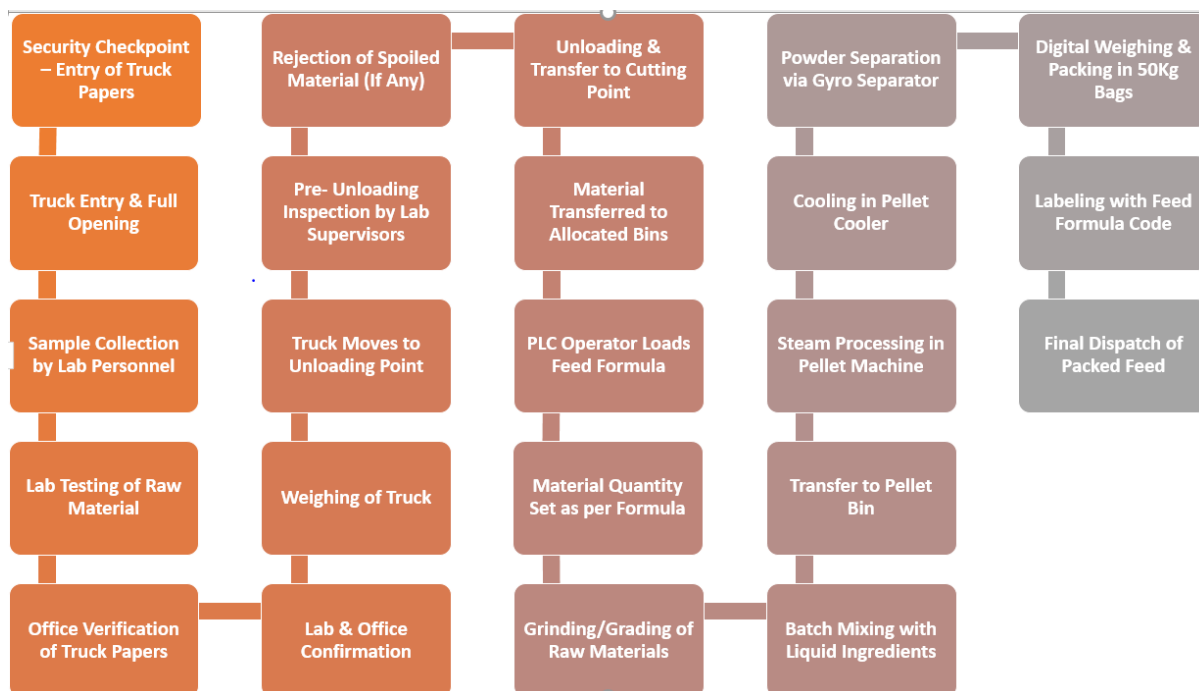 Security Checkpoint
– Entry of Truck
Papers
Truck Entry & Full
Opening
Sample Collection
by Lab Personnel
Lab Testing of Raw
Material
Office Verification
of Truck Papers
Lab & Office
Confirmation
Weighing of Truck
Truck Moves to
Unloading Point
Pre- Unloading
Inspection by Lab
Supervisors
Rejection of Spoiled
Material (If Any)
Unloading &
Transfer to Cutting
Point
Material
Transferred to
Allocated Bins
PLC Operator Loads
Feed Formula
Material Quantity
Set as per Formula
Grinding/Grading of
Raw Materials
Batch Mixing with
Liquid Ingredients
Transfer to Pellet
Bin
Steam Processing in
Pellet Machine
Cooling in Pellet
Cooler
Powder Separation
via Gyro Separator
Digital Weighing &
Packing in 50Kg
Bags
Labeling with Feed
Formula Code
Final Dispatch of
Packed Feed